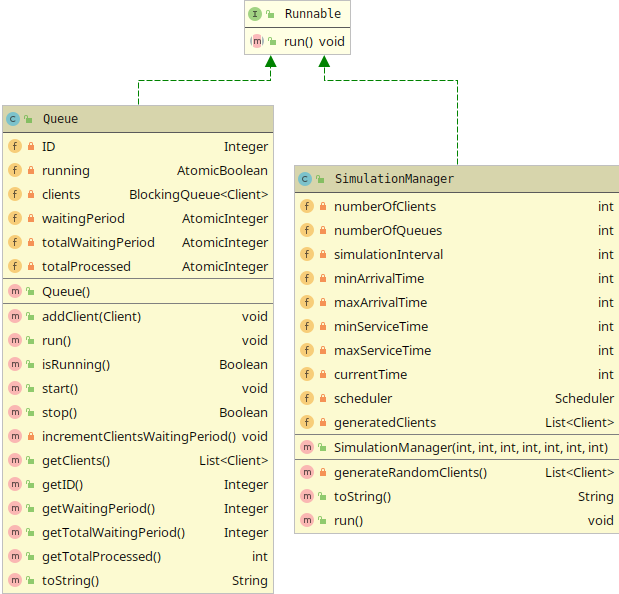 I Runnable
m run() void
C Queue
f ID Integer
f running AtomicBoolean
f clients BlockingQueue<Client>
f waitingPeriod AtomicInteger
f totalWaitingPeriod AtomicInteger
f totalProcessed AtomicInteger
m Queue()
m addClient(Client) void
m run() void
m isRunning() Boolean
m start() void
m stop() Boolean
m incrementClientsWaitingPeriod() void
m getClients() List<Client>
m getID() Integer
m getWaitingPeriod() Integer
m getTotalWaitingPeriod() Integer
m getTotalProcessed() int
m toString() String
C SimulationManager
f numberOfClients int
f numberOfQueues int
f simulationInterval int
f minArrivalTime int
f maxArrivalTime int
f minServiceTime int
f maxServiceTime int
f currentTime int
f scheduler Scheduler
f generatedClients List<Client>
m SimulationManager(int, int, int, int, int, int, int)
m generateRandomClients() List<Client>
m toString() String
m run() void